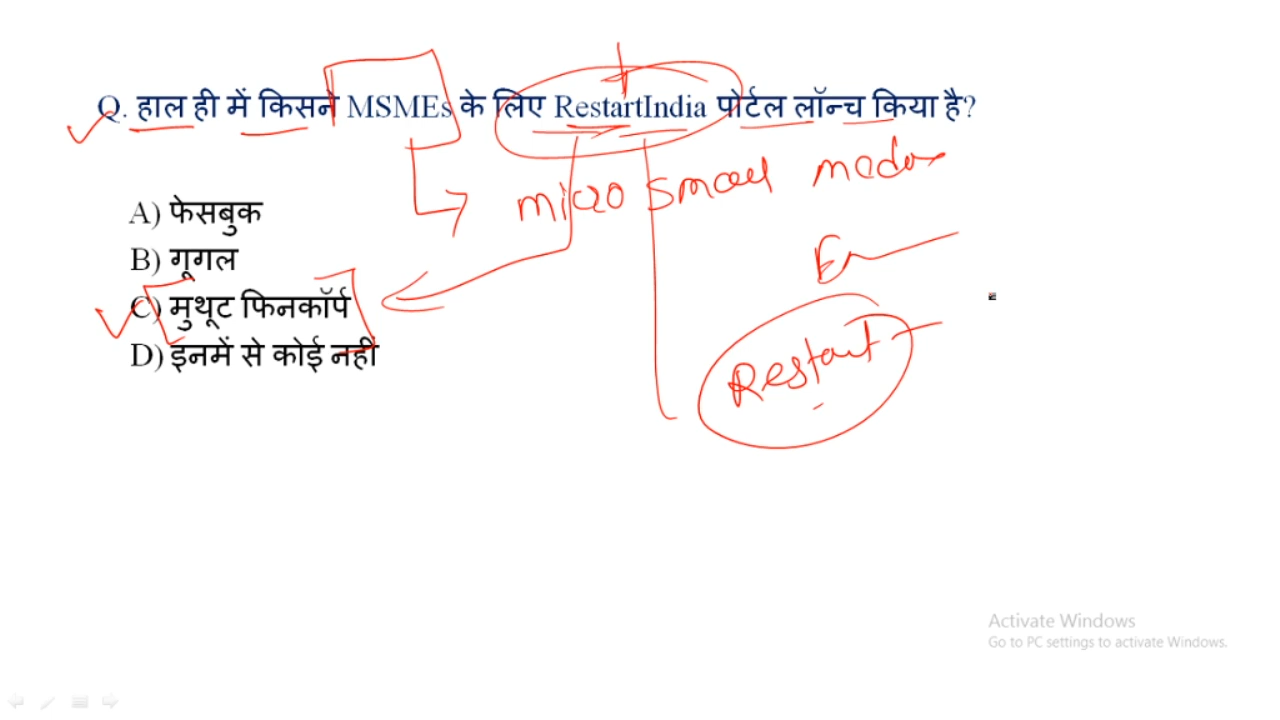 Q. हाल ही में किसने MSMEs के लिए RestartIndia पोर्टल लॉन्च किया है?
micro small
A) फेसबुक
B) गूगल
C) मुथूट फिनकॉर्प
D) इनमें से कोई नहीं
Restart
Activate Windows
Go to PC settings to activate Windows.